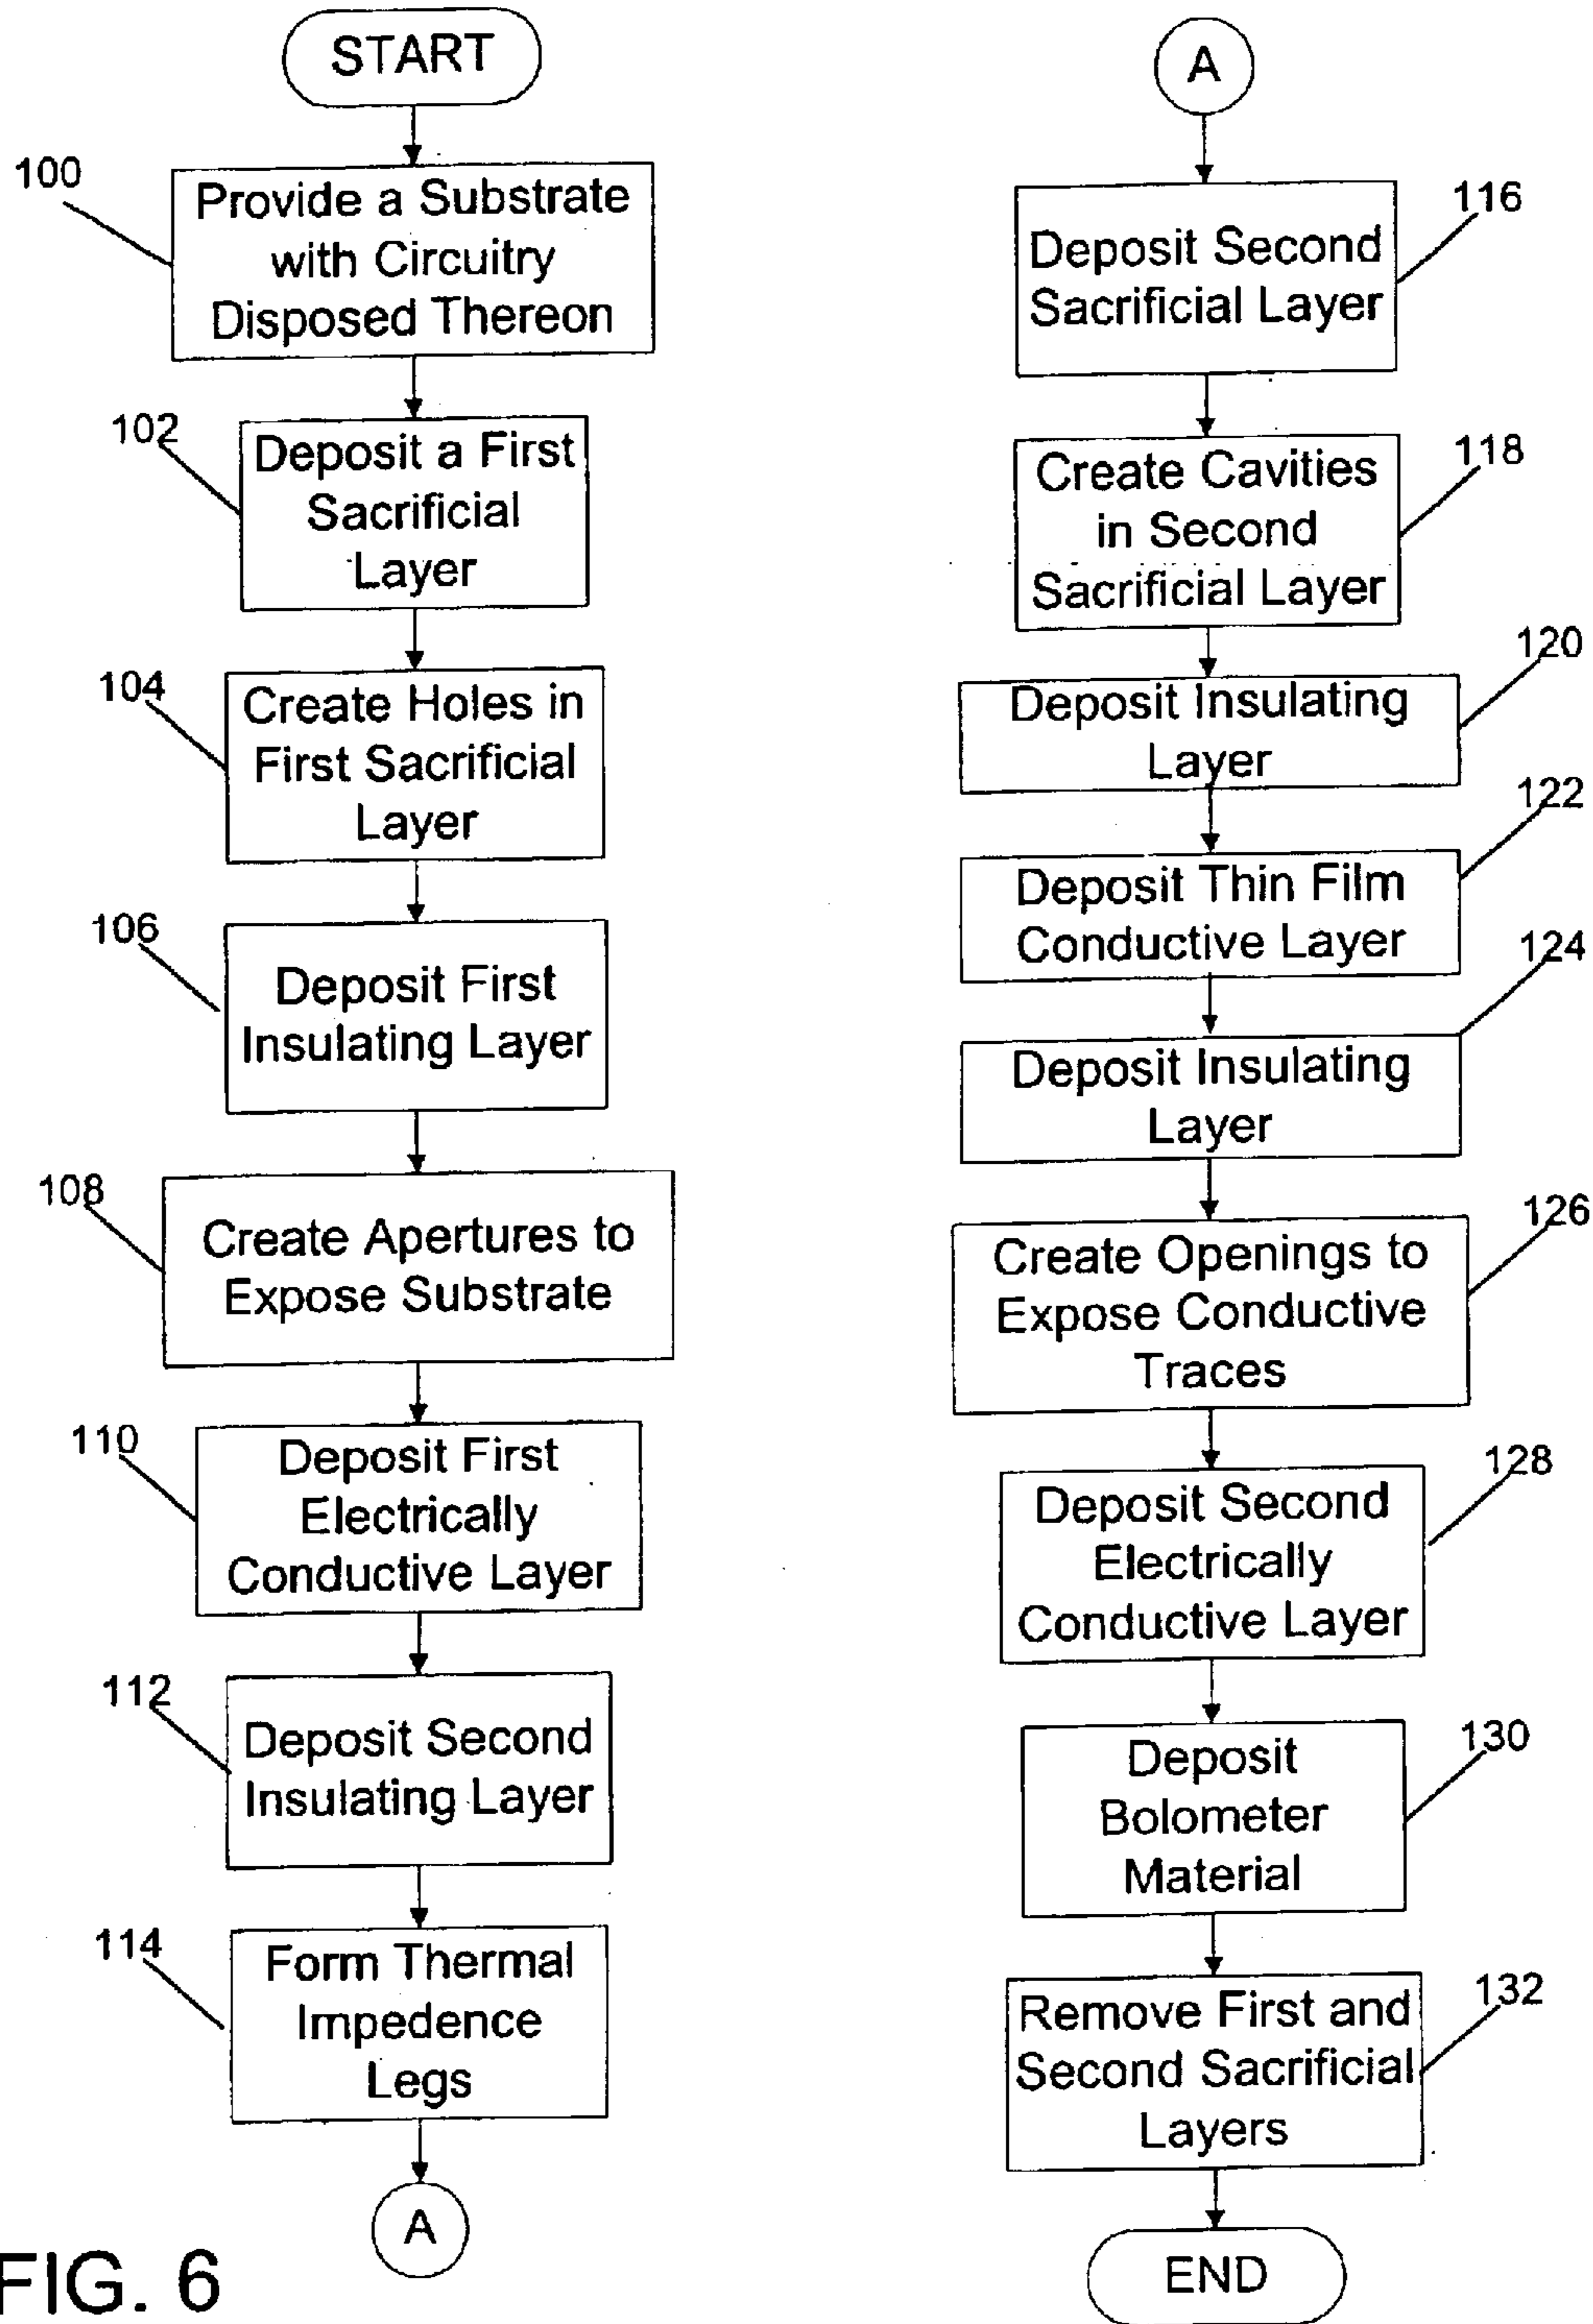 START
100
Provide a Substrate
with Circuitry
Disposed Thereon
102
Deposit a First
Sacrificial
Layer
104
Create Holes in
First Sacrificial
Layer
106
Deposit First
Insulating Layer
108
Create Apertures to
Expose Substrate
110
Deposit First
Electrically
Conductive Layer
112
Deposit Second
Insulating Layer
114
Form Thermal
Impedence
Legs
A
FIG. 6
A
116
Deposit Second
Sacrificial Layer
118
Create Cavities
in Second
Sacrificial Layer
120
Deposit Insulating
Layer
122
Deposit Thin Film
Conductive Layer
124
Deposit Insulating
Layer
126
Create Openings to
Expose Conductive
Traces
128
Deposit Second
Electrically
Conductive Layer
130
Deposit
Bolometer
Material
132
Remove First and
Second Sacrificial
Layers
END